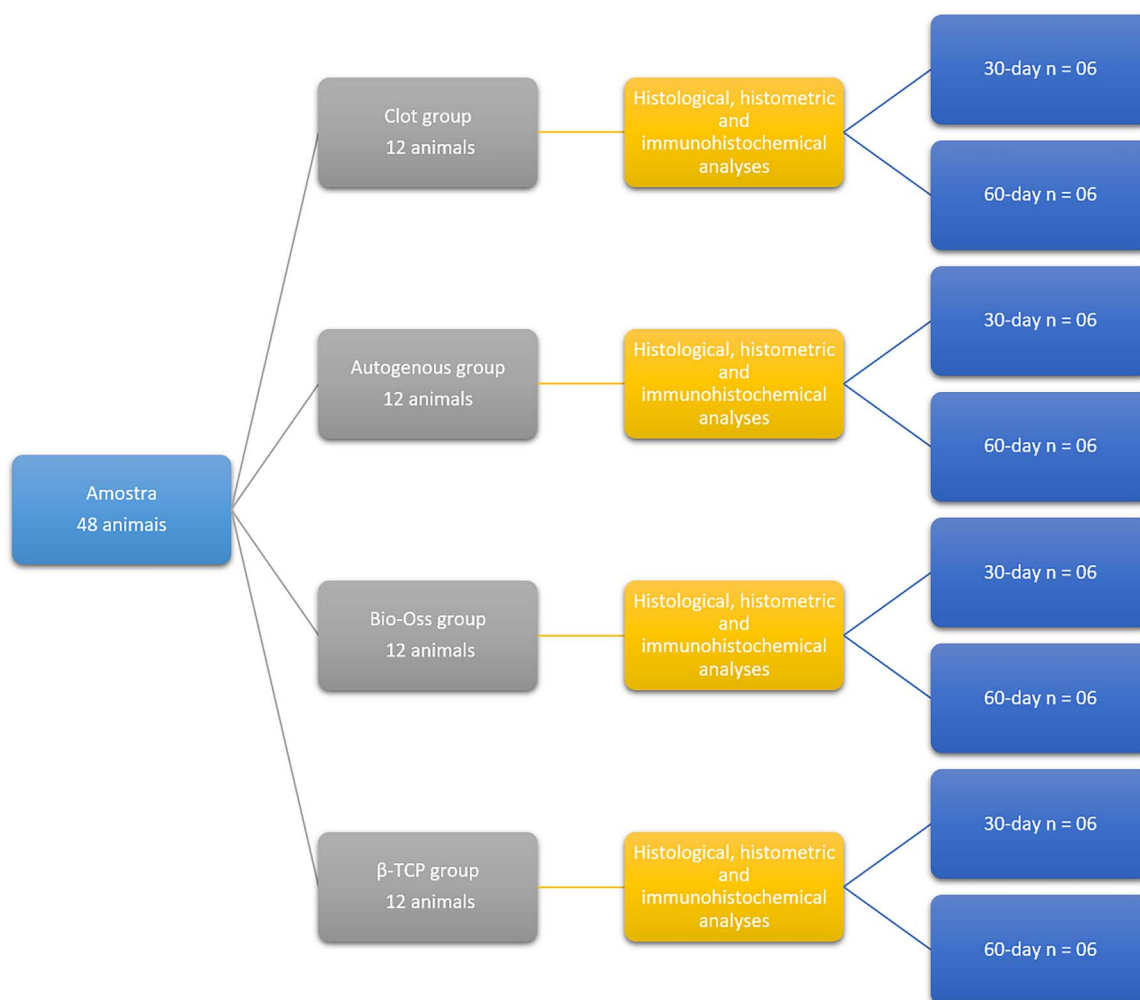 Amostra
48 animais
Clot group
12 animals
Histological, histometric
and
immunohistochemical
analyses
30-day n = 06
60-day n = 06
Autogenous group
12 animals
Histological, histometric
and
immunohistochemical
analyses
30-day n = 06
60-day n = 06
Bio-Oss group
12 animals
Histological, histometric
and
immunohistochemical
analyses
30-day n = 06
60-day n = 06
β-TCP group
12 animals
Histological, histometric
and
immunohistochemical
analyses
30-day n = 06
60-day n = 06